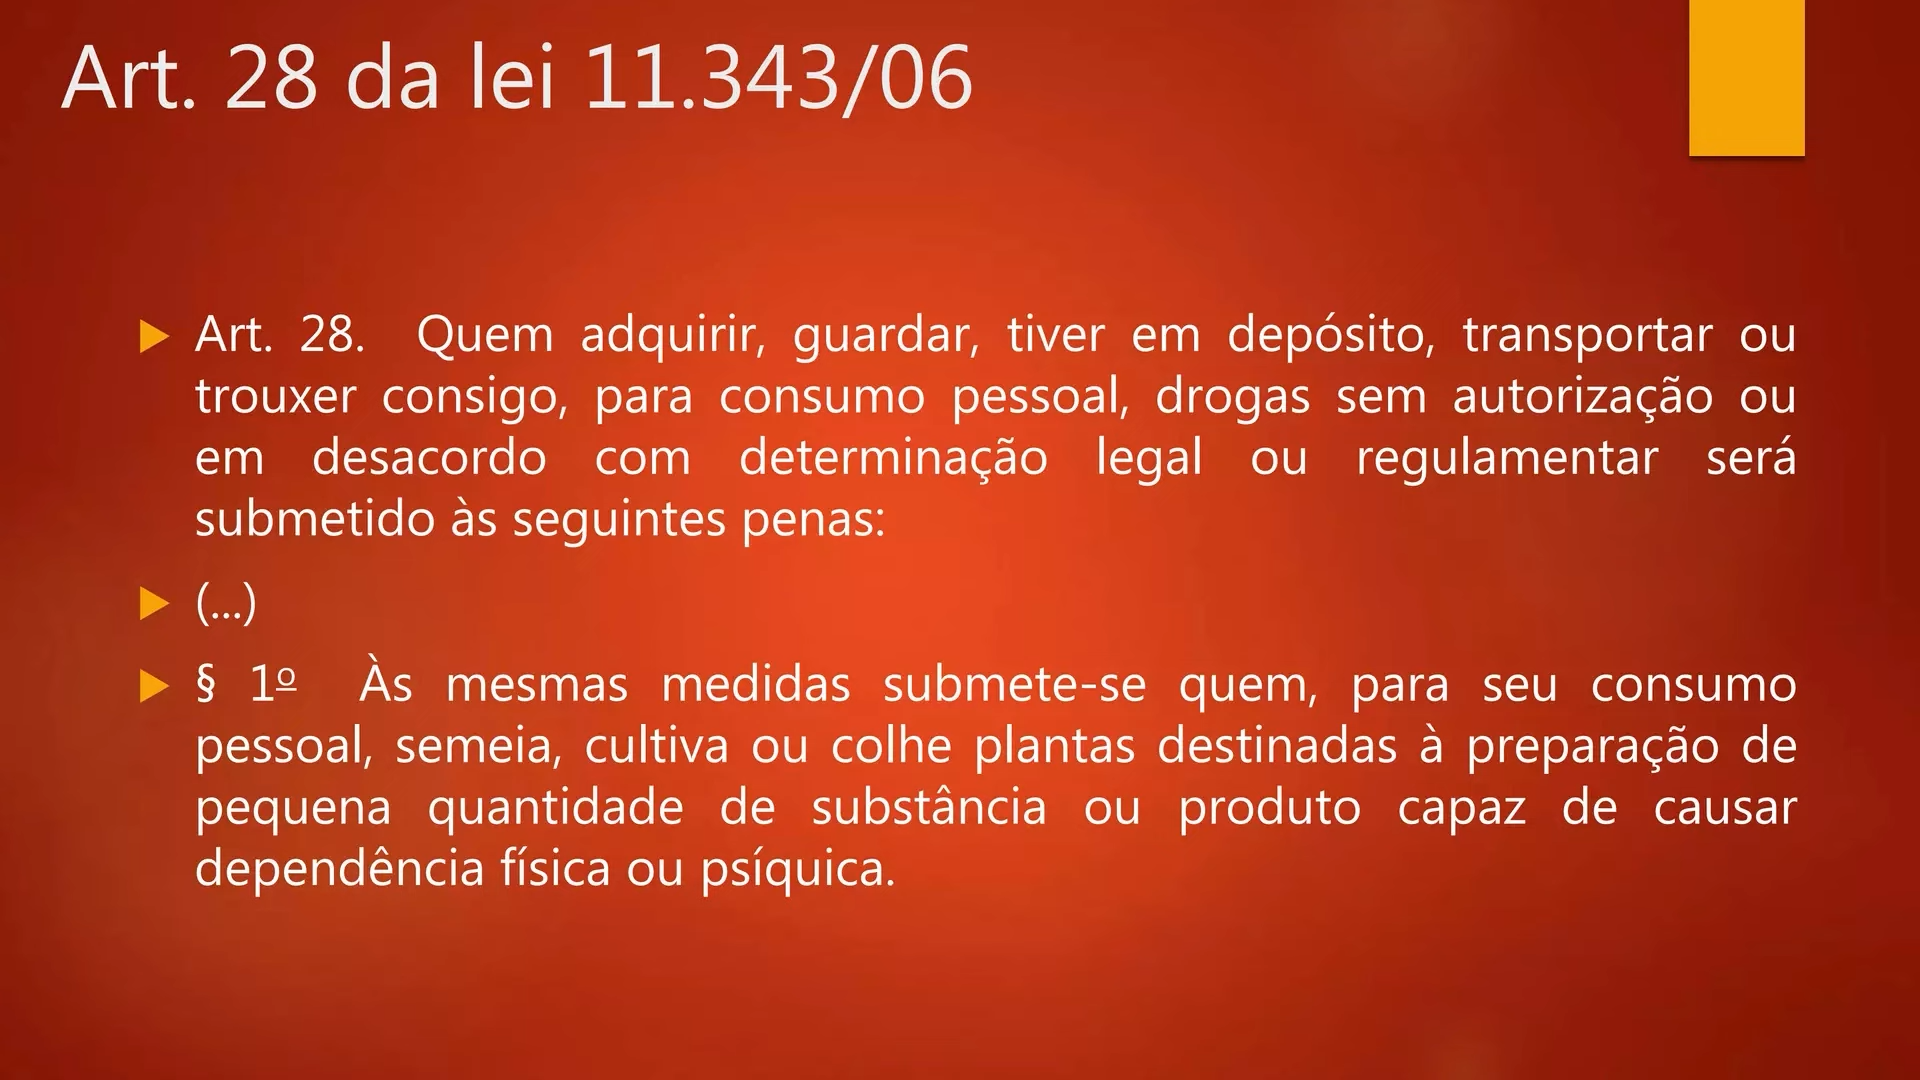 Art. 28 da lei 11.343/06
Art. 28. Quem adquirir, guardar, tiver em depósito, transportar ou
trouxer consigo, para consumo pessoal, drogas sem autorização ou
em desacordo com determinação legal ou regulamentar será
submetido às seguintes penas:
(...)
§ 1º Às mesmas medidas submete-se quem, para seu consumo
pessoal, semeia, cultiva ou colhe plantas destinadas à preparação de
pequena quantidade de substância ou produto capaz de causar
dependência física ou psíquica.